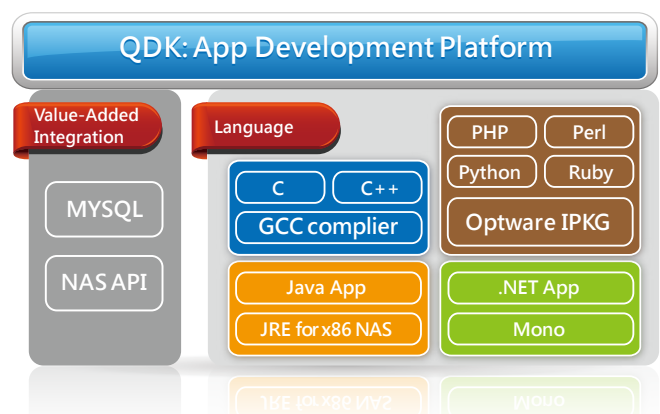 QDK: App Development Platform
Value-Added
Integration
MYSQL
NAS API
Language
C
C++
GCC complier
PHP
Perl
Python
Ruby
Optware IPKG
Java App
JRE for x86 NAS
.NET App
Mono